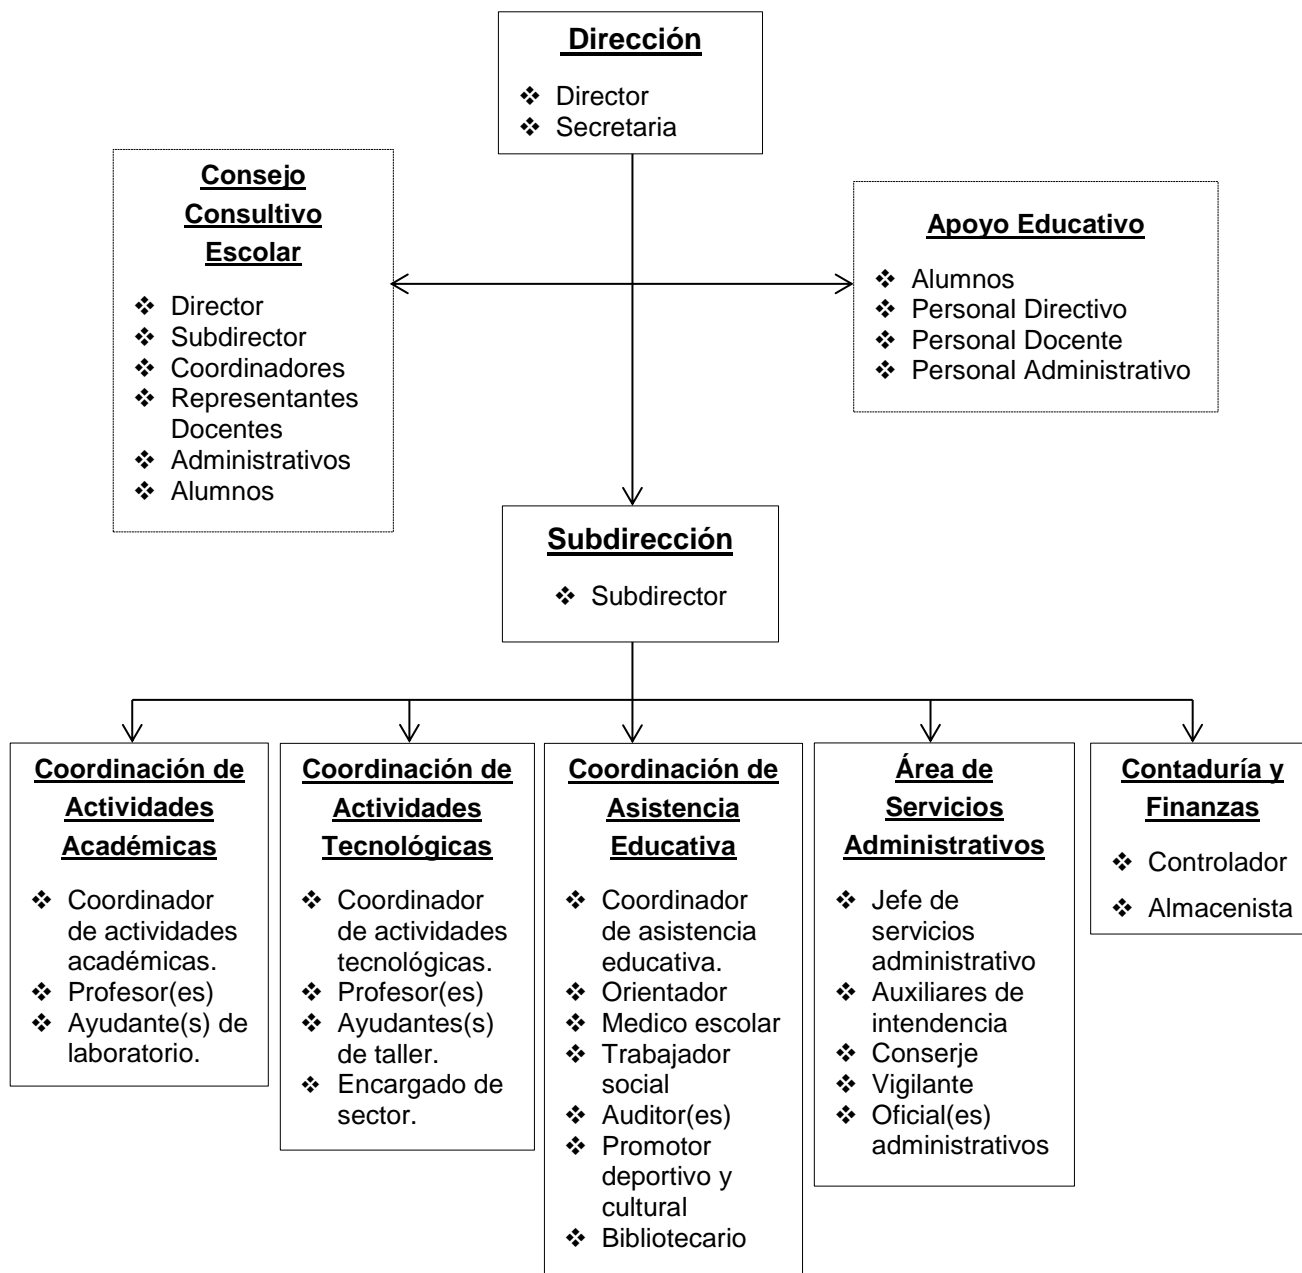 Dirección
❖ Director
❖ Secretaria
Consejo
Consultivo
Escolar
❖ Director
❖ Subdirector
❖ Coordinadores
❖ Representantes
Docentes
❖ Administrativos
❖ Alumnos
Apoyo Educativo
❖ Alumnos
❖ Personal Directivo
❖ Personal Docente
❖ Personal Administrativo
Subdirección
❖ Subdirector
Coordinación de
Actividades
Académicas
❖ Coordinador
de actividades
académicas.
❖ Profesor(es)
❖ Ayudante(s) de
laboratorio.
Coordinación de
Actividades
Tecnológicas
❖ Coordinador
de actividades
tecnológicas.
❖ Profesor(es)
❖ Ayudantes(s)
de taller.
❖ Encargado de
sector.
Coordinación de
Asistencia
Educativa
❖ Coordinador
de asistencia
educativa.
❖ Orientador
❖ Medico escolar
❖ Trabajador
social
❖ Auditor(es)
❖ Promotor
deportivo y
cultural
❖ Bibliotecario
Área de
Servicios
Administrativos
❖ Jefe de
servicios
administrativo
❖ Auxiliares de
intendencia
❖ Conserje
❖ Vigilante
❖ Oficial(es)
administrativos
Contaduría y
Finanzas
❖ Controlador
❖ Almacenista